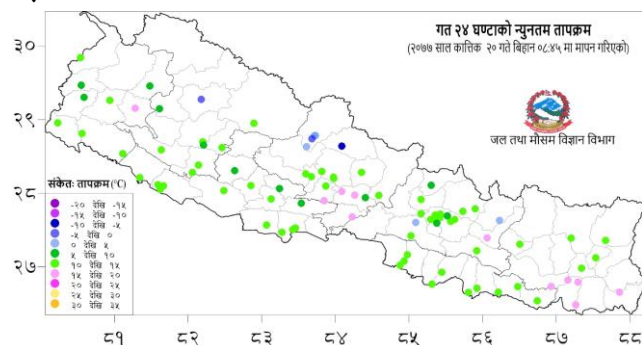 गत २४ घण्टाको न्युनतम तापक्रम
(२०७७ साल कात्तिक २० गते बिहान ०८:४५ मा मापन गरिएको)
जल तथा मौसम विज्ञान विभाग
३०
२९
२८
२७
संकेतः तापक्रम (°C)
-२० देखि -१५
-१५ देखि -१०
-१० देखि -५
-५ देखि ०
० देखि ५
५ देखि १०
१० देखि १५
१५ देखि २०
२० देखि २५
२५ देखि ३०
३० देखि ३५
८१ ८२ ८३ ८४ ८५ ८६ ८७ ८८